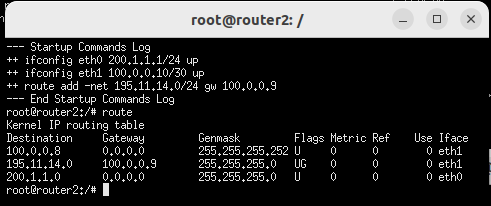 root@router2: /
--- Startup Commands Log
++ ifconfig eth0 200.1.1.1/24 up
++ ifconfig eth1 100.0.0.10/30 up
++ route add -net 195.11.14.0/24 gw 100.0.0.9
--- End Startup Commands Log
root@router2:/# route
Kernel IP routing table
Destination Gateway Genmask Flags Metric Ref Use Iface
100.0.0.8 0.0.0.0 255.255.255.252 U 0 0 0 eth1
195.11.14.0 100.0.0.9 255.255.255.0 UG 0 0 0 eth1
200.1.1.0 0.0.0.0 255.255.255.0 U 0 0 0 eth0
root@router2:/#